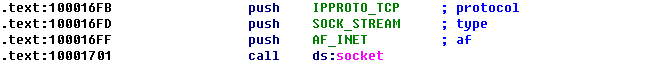 .text:100016FB push IPPROTO_TCP ; protocol
.text:100016FD push SOCK_STREAM ; type
.text:100016FF push AF_INET ; af
.text:10001701 call ds:socket